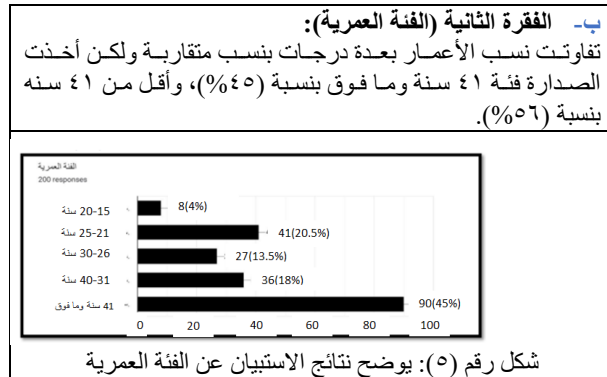 ب- الفقرة الثانية (الفئة العمرية):
تفاوتت نسب الأعمار بعدة درجات بنسب متقاربة ولكن أخذت
الصدارة فئة ٤١ سنة وما فوق بنسبة (٤٥%)، وأقل من ٤١ سنه
بنسبة (٥٦%).
الفئة العمرية
200 responses
20-15 سنة 8(4%)
25-21 سنة 41(20.5%)
30-26 سنة 27(13.5%)
40-31 سنة 36(18%)
41 سنة وما فوق 90(45%)
0 20 40 60 80 100
شكل رقم (٥): يوضح نتائج الاستبيان عن الفئة العمرية